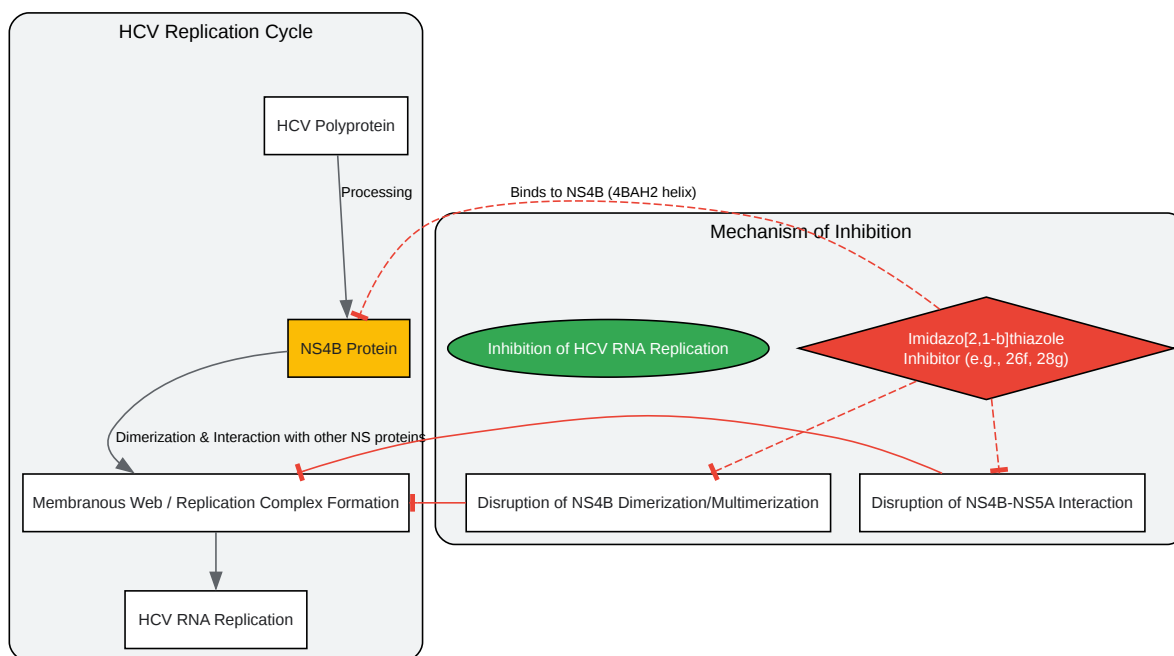 HCV Replication Cycle
HCV Polyprotein
Processing
Binds to NS4B (4BAH2 helix)
Mechanism of Inhibition
NS4B Protein
Inhibition of HCV RNA Replication
Imidazo[2,1-b]thiazole
Inhibitor (e.g., 26f, 28g)
Dimerization & Interaction with other NS proteins
Membranous Web / Replication Complex Formation
Disruption of NS4B Dimerization/Multimerization
Disruption of NS4B-NS5A Interaction
HCV RNA Replication